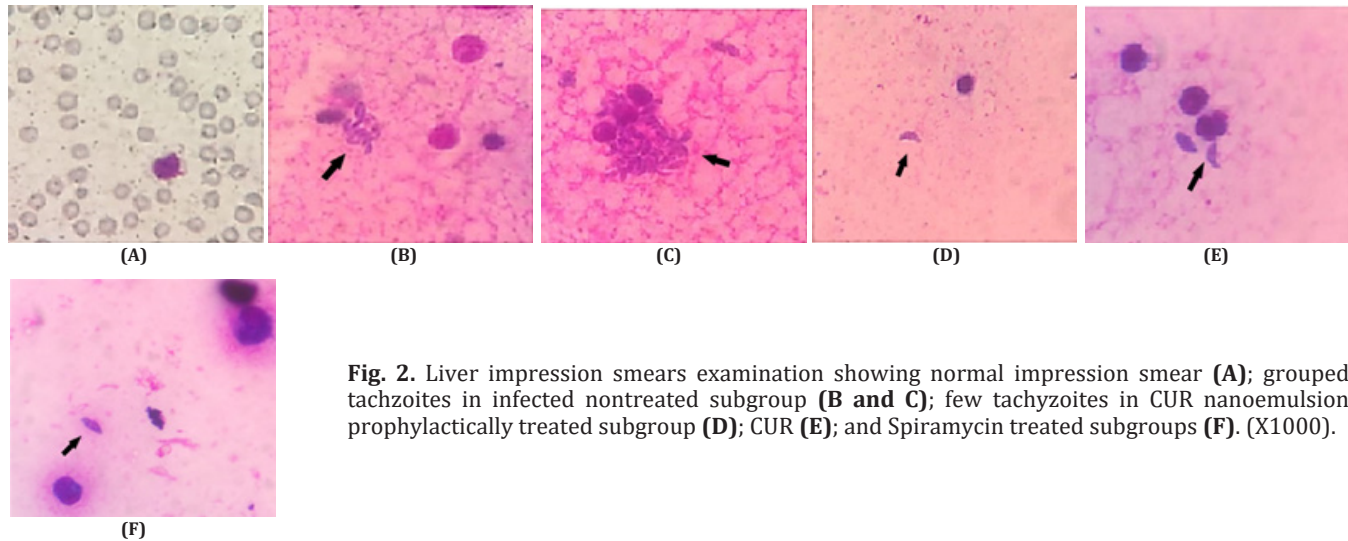 (A)
(B)
(C)
(D)
(E)
(F)
Fig. 2. Liver impression smears examination showing normal impression smear (A); grouped
tachzoites in infected nontreated subgroup (B and C); few tachyzoites in CUR nanoemulsion
prophylactically treated subgroup (D); CUR (E); and Spiramycin treated subgroups (F). (X1000).